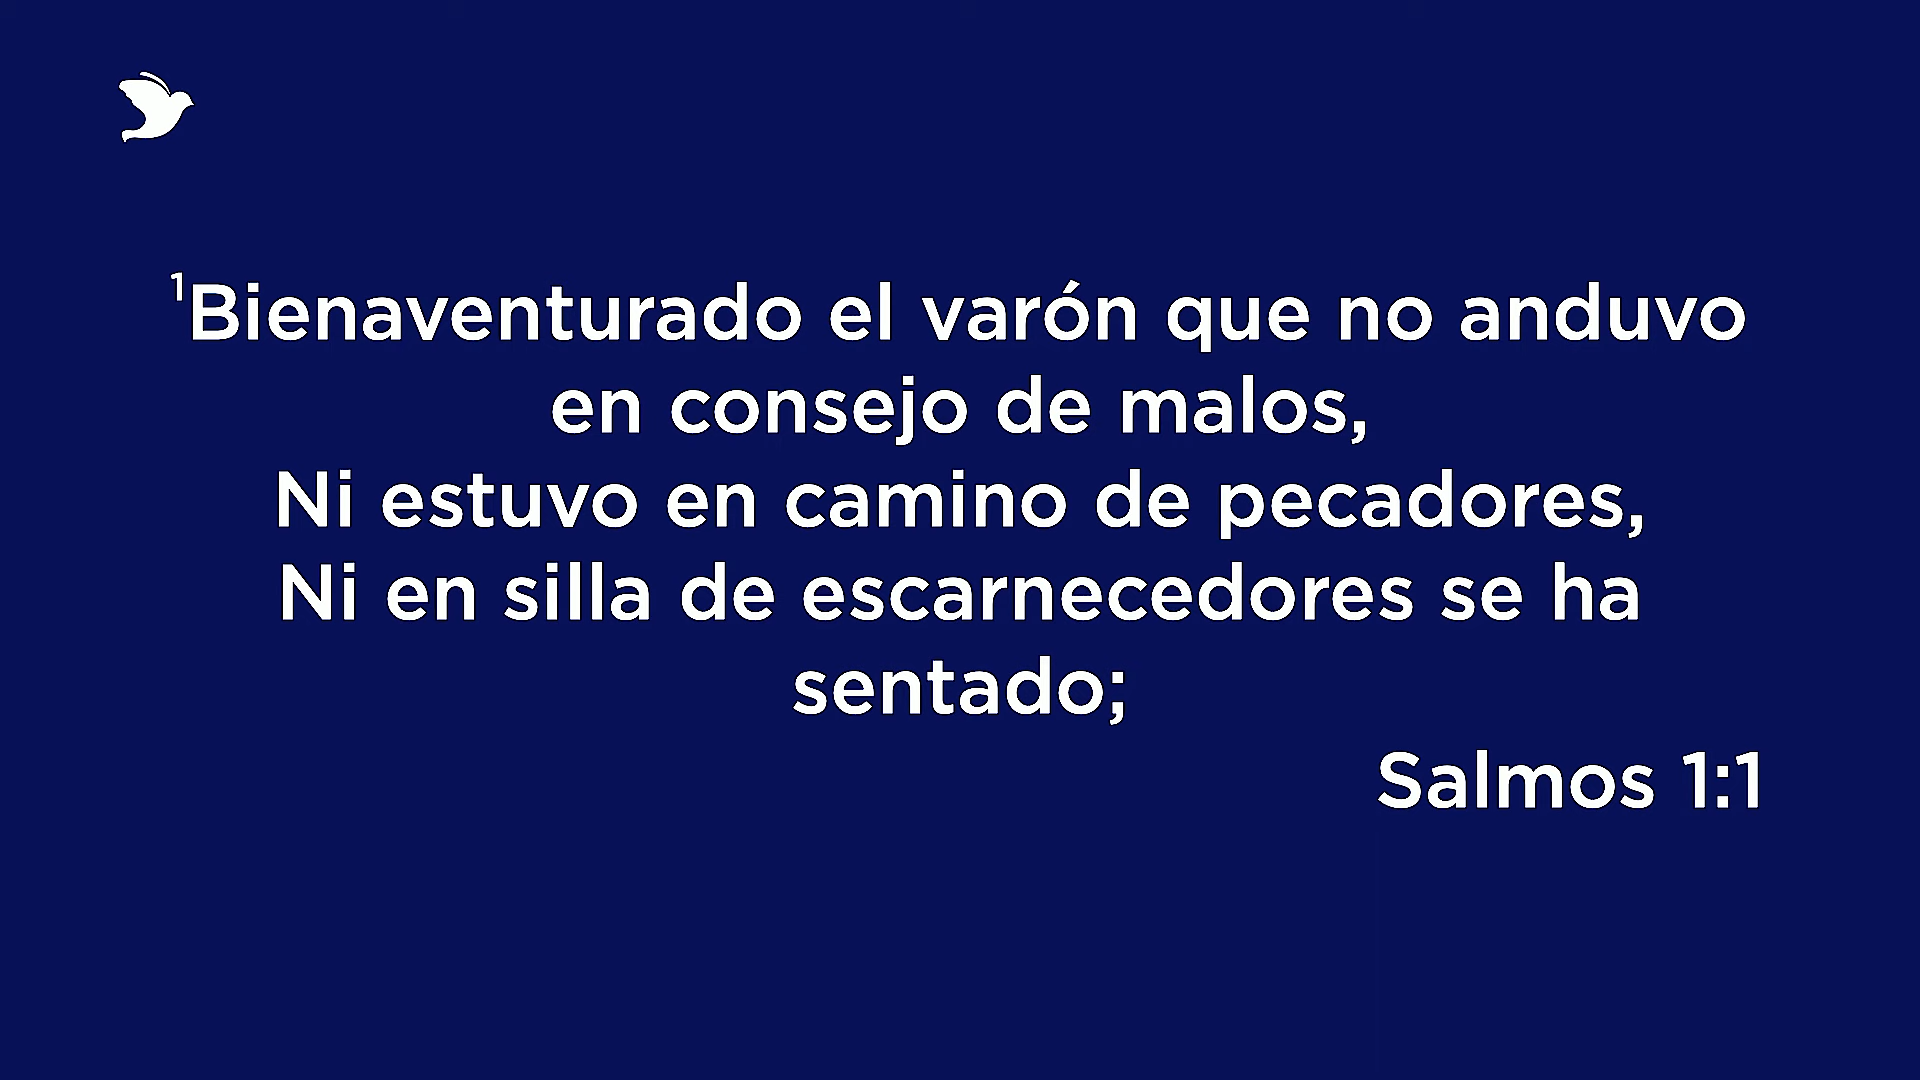 ¹Bienaventurado el varón que no anduvo
en consejo de malos,
Ni estuvo en camino de pecadores,
Ni en silla de escarnecedores se ha
sentado;
Salmos 1:1